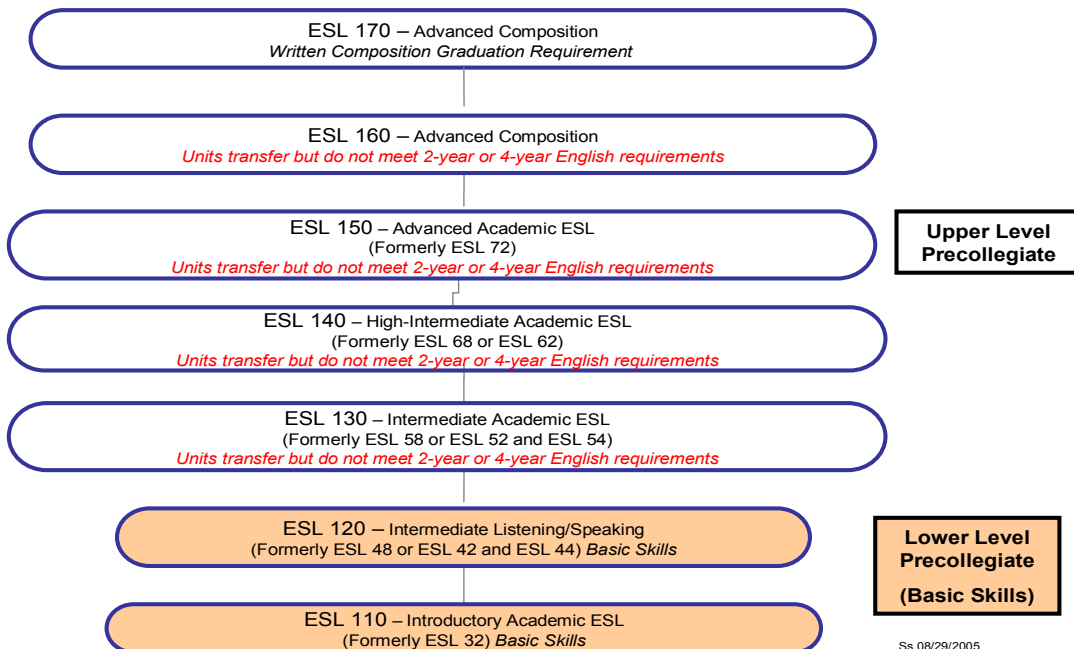 ESL 170 – Advanced Composition
Written Composition Graduation Requirement
ESL 160 – Advanced Composition
Units transfer but do not meet 2-year or 4-year English requirements
ESL 150 – Advanced Academic ESL
(Formerly ESL 72)
Units transfer but do not meet 2-year or 4-year English requirements
Upper Level
Precollegiate
ESL 140 – High-Intermediate Academic ESL
(Formerly ESL 68 or ESL 62)
Units transfer but do not meet 2-year or 4-year English requirements
ESL 130 – Intermediate Academic ESL
(Formerly ESL 58 or ESL 52 and ESL 54)
Units transfer but do not meet 2-year or 4-year English requirements
ESL 120 – Intermediate Listening/Speaking
(Formerly ESL 48 or ESL 42 and ESL 44) Basic Skills
Lower Level
Precollegiate
(Basic Skills)
ESL 110 – Introductory Academic ESL
(Formerly ESL 32) Basic Skills
Ss 08/29/2005